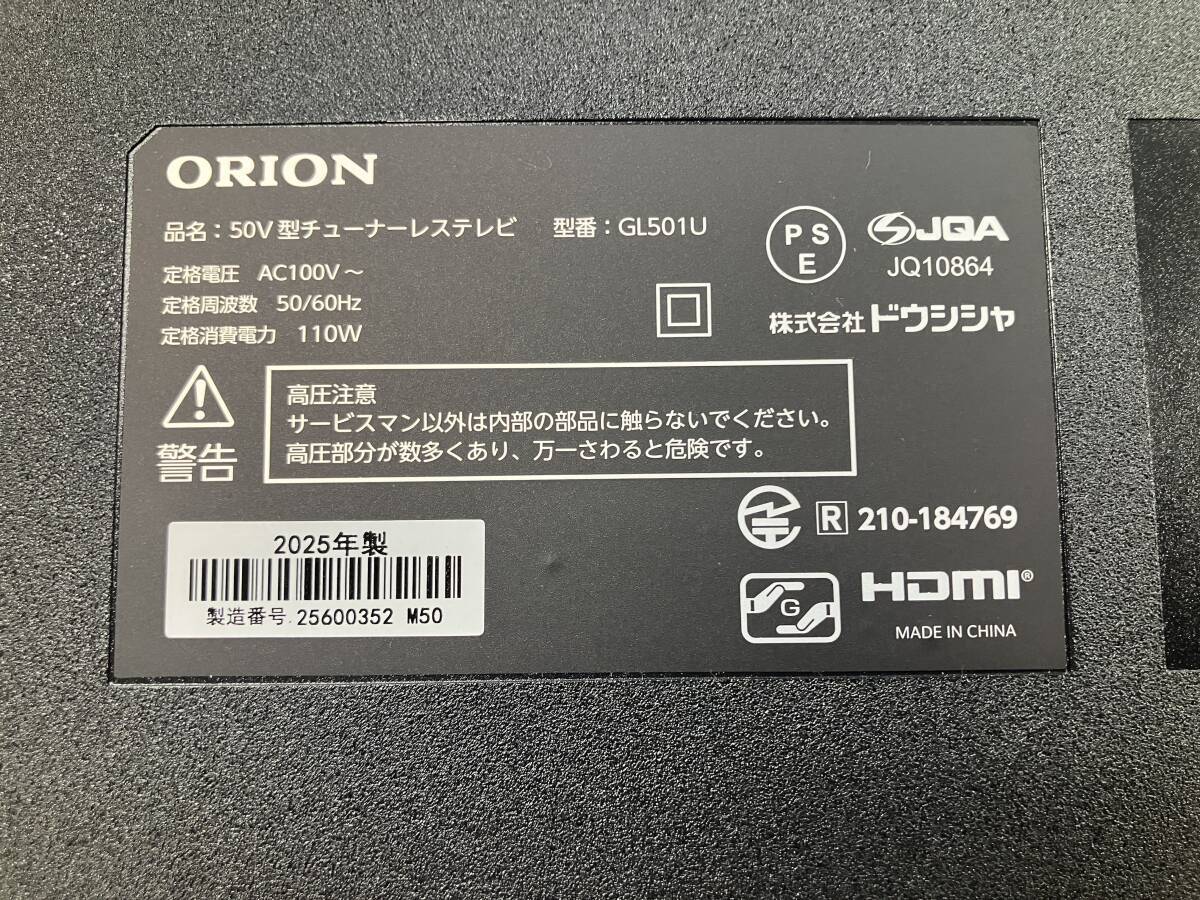 ORION
品名：50V型チューナーレステレビ　型番：GL501U
定格電圧　AC100V～
定格周波数　50/60Hz
定格消費電力　110W
PSE
JQA
JQ10864
株式会社ドウシシャ
警告
高圧注意
サービスマン以外は内部の部品に触らないでください。
高圧部分が数多くあり、万一さわると危険です。
R 210-184769
2025年製
製造番号.25600352 M50
G
HDMI®
MADE IN CHINA